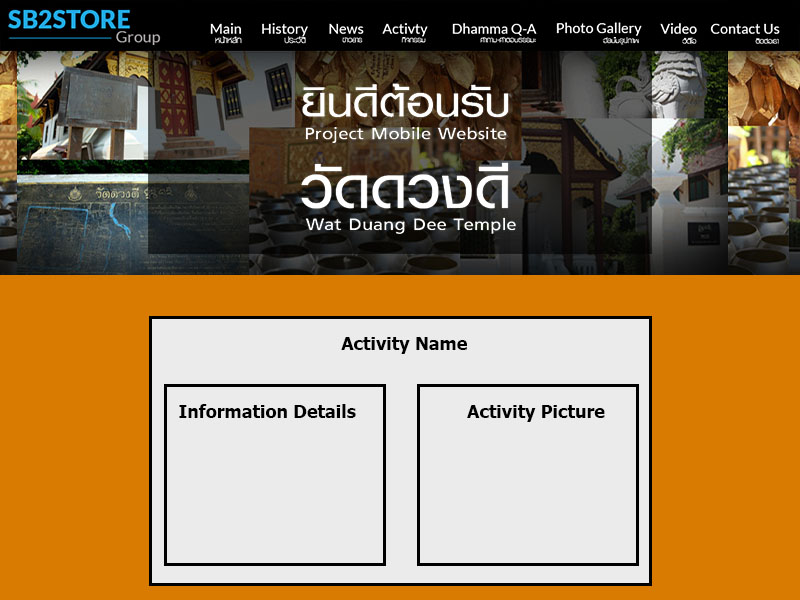 SB2STORE
Group
Main History News Activty Dhamma Q-A Photo Gallery Video Contact Us
หน้าหลัก ประวัติ ข่าวสาร กิจกรรม ถาม-ตอบธรรมะ อัลบั้มรูปภาพ วีดีโอ ติดต่อเรา
ยินดีต้อนรับ
Project Mobile Website
วัดดวงดี
Wat Duang Dee Temple
วัดดวงดี
Activity Name
Information Details
Activity Picture